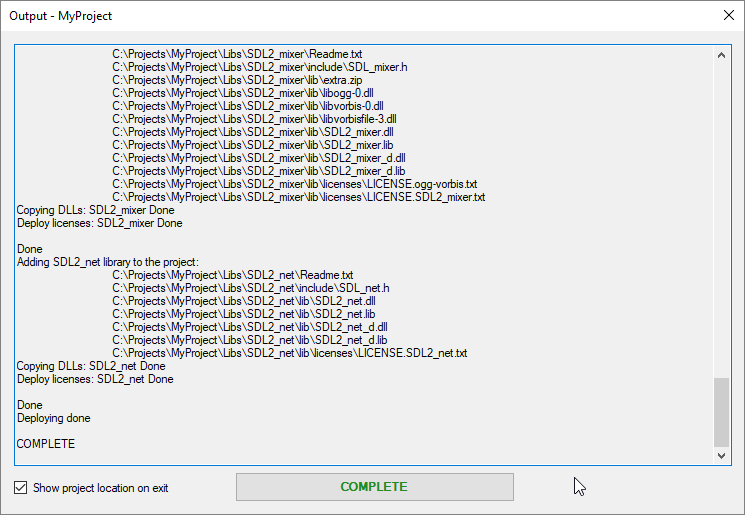 Output - MyProject
C:\Projects\MyProject\Libs\SDL2_mixer\Readme.txt
C:\Projects\MyProject\Libs\SDL2_mixer\include\SDL_mixer.h
C:\Projects\MyProject\Libs\SDL2_mixer\lib\extra.zip
C:\Projects\MyProject\Libs\SDL2_mixer\lib\libogg-0.dll
C:\Projects\MyProject\Libs\SDL2_mixer\lib\libvorbis-0.dll
C:\Projects\MyProject\Libs\SDL2_mixer\lib\libvorbisfile-3.dll
C:\Projects\MyProject\Libs\SDL2_mixer\lib\SDL2_mixer.dll
C:\Projects\MyProject\Libs\SDL2_mixer\lib\SDL2_mixer.lib
C:\Projects\MyProject\Libs\SDL2_mixer\lib\SDL2_mixer_d.dll
C:\Projects\MyProject\Libs\SDL2_mixer\lib\SDL2_mixer_d.lib
C:\Projects\MyProject\Libs\SDL2_mixer\lib\licenses\LICENSE.ogg-vorbis.txt
C:\Projects\MyProject\Libs\SDL2_mixer\lib\licenses\LICENSE.SDL2_mixer.txt
Copying DLLs: SDL2_mixer Done
Deploy licenses: SDL2_mixer Done
Done
Adding SDL2_net library to the project:
C:\Projects\MyProject\Libs\SDL2_net\Readme.txt
C:\Projects\MyProject\Libs\SDL2_net\include\SDL_net.h
C:\Projects\MyProject\Libs\SDL2_net\lib\SDL2_net.dll
C:\Projects\MyProject\Libs\SDL2_net\lib\SDL2_net.lib
C:\Projects\MyProject\Libs\SDL2_net\lib\SDL2_net_d.dll
C:\Projects\MyProject\Libs\SDL2_net\lib\SDL2_net_d.lib
C:\Projects\MyProject\Libs\SDL2_net\lib\licenses\LICENSE.SDL2_net.txt
Copying DLLs: SDL2_net Done
Deploy licenses: SDL2_net Done
Done
Deploying done
COMPLETE
Show project location on exit
COMPLETE